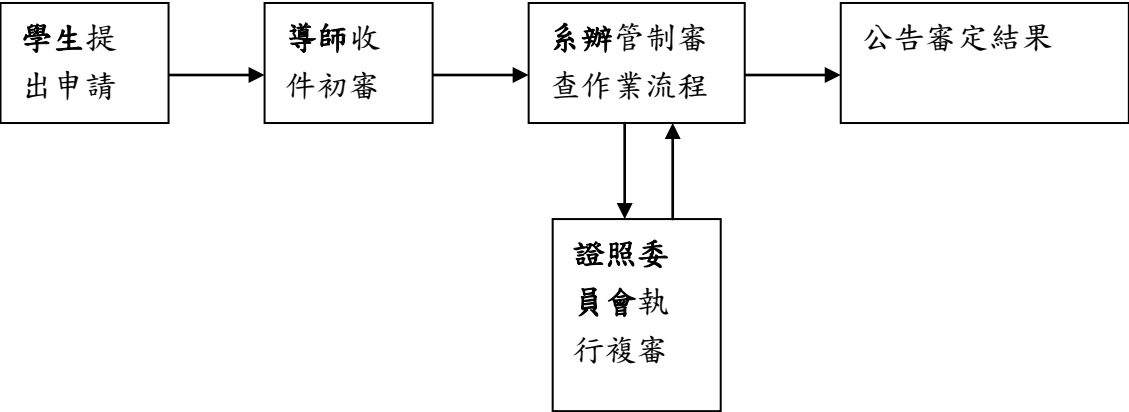 學生提
出申請
導師收
件初審
系辦管制審
查作業流程
公告審定結果
證照委
員會執
行複審